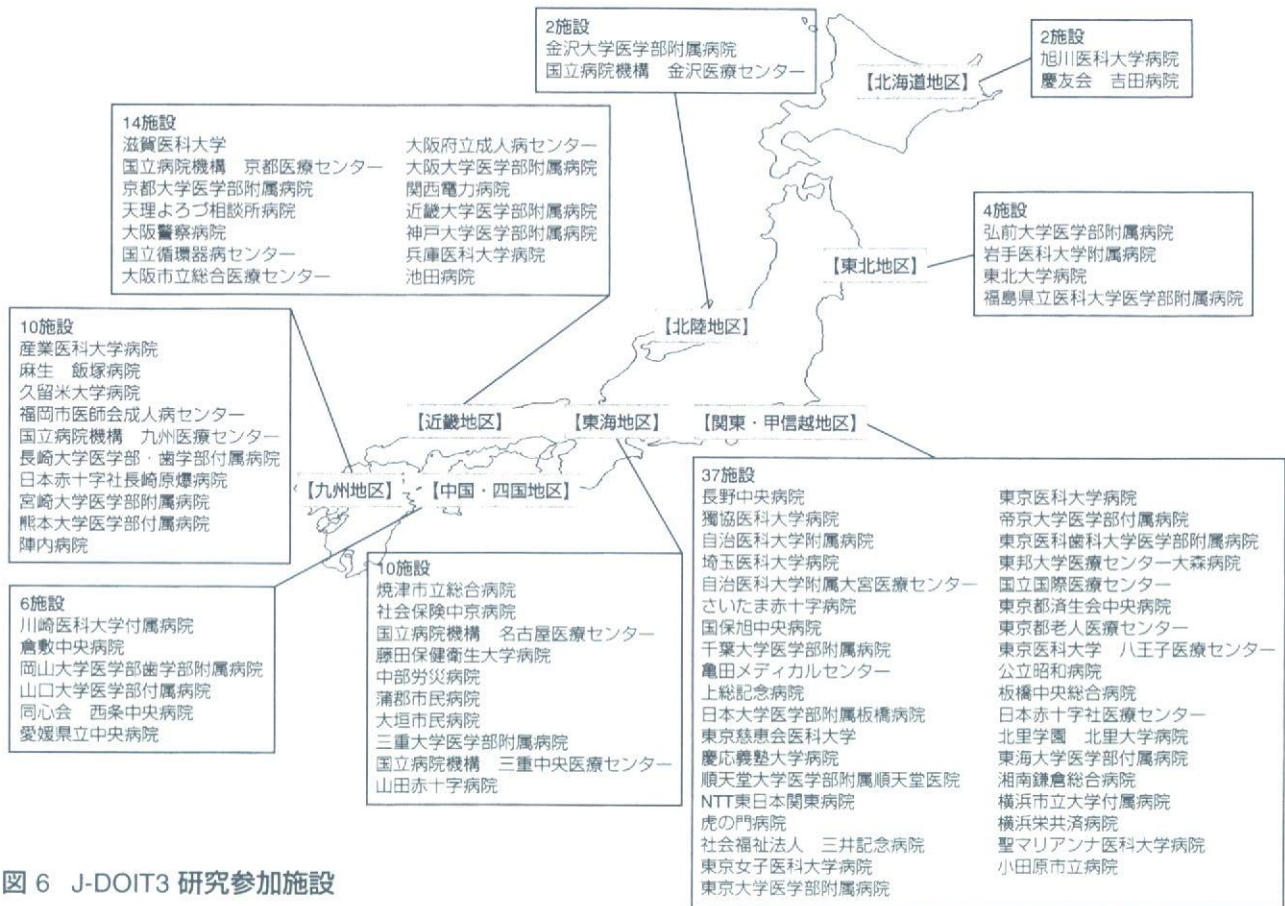 2施設
金沢大学医学部附属病院
国立病院機構　金沢医療センター
【北海道地区】
2施設
旭川医科大学病院
慶友会　吉田病院
14施設
滋賀医科大学
国立病院機構　京都医療センター
京都大学医学部附属病院
天理よろづ相談所病院
大阪警察病院
国立循環器病センター
大阪市立総合医療センター
大阪府立成人病センター
大阪大学医学部附属病院
関西電力病院
近畿大学医学部附属病院
神戸大学医学部附属病院
兵庫医科大学病院
池田病院
【東北地区】
4施設
弘前大学医学部附属病院
岩手医科大学附属病院
東北大学病院
福島県立医科大学医学部附属病院
【北陸地区】
10施設
産業医科大学病院
麻生　飯塚病院
久留米大学病院
福岡市医師会成人病センター
国立病院機構　九州医療センター
長崎大学医学部・歯学部付属病院
日本赤十字社長崎原爆病院
宮崎大学医学部附属病院
熊本大学医学部付属病院
陣内病院
【近畿地区】
【東海地区】
【関東・甲信越地区】
【九州地区】
【中国・四国地区】
6施設
川崎医科大学付属病院
倉敷中央病院
岡山大学医学部歯学部附属病院
山口大学医学部付属病院
同心会　西条中央病院
愛媛県立中央病院
10施設
焼津市立総合病院
社会保険中京病院
国立病院機構　名古屋医療センター
藤田保健衛生大学病院
中部労災病院
蒲郡市民病院
大垣市民病院
三重大学医学部附属病院
国立病院機構　三重中央医療センター
山田赤十字病院
37施設
長野中央病院
獨協医科大学病院
自治医科大学附属病院
埼玉医科大学病院
自治医科大学附属大宮医療センター
さいたま赤十字病院
国保旭中央病院
千葉大学医学部附属病院
亀田メディカルセンター
上総記念病院
日本大学医学部附属板橋病院
東京慈恵会医科大学
慶応義塾大学病院
順天堂大学医学部附属順天堂医院
NTT東日本関東病院
虎の門病院
社会福祉法人　三井記念病院
東京女子医科大学病院
東京大学医学部附属病院
東京医科大学病院
帝京大学医学部付属病院
東京医科歯科大学医学部附属病院
東邦大学医療センター大森病院
国立国際医療センター
東京都済生会中央病院
東京都老人医療センター
東京医科大学　八王子医療センター
公立昭和病院
板橋中央総合病院
日本赤十字社医療センター
北里学園　北里大学病院
東海大学医学部付属病院
湘南鎌倉総合病院
横浜市立大学付属病院
横浜栄共済病院
聖マリアンナ医科大学病院
小田原市立病院
図 6　J-DOIT3 研究参加施設